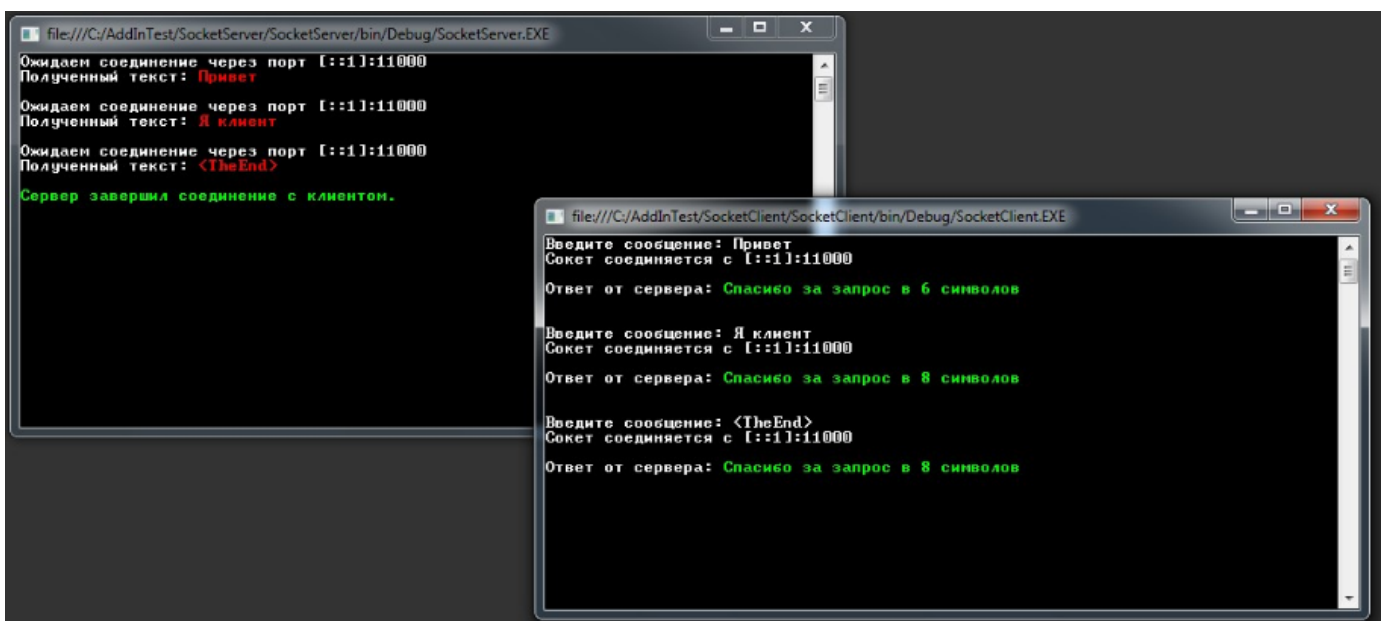 file:///C:/AddInTest/SocketServer/SocketServer/bin/Debug/SocketServer.EXE
Ожидаем соединение через порт [::1]:11000
Полученный текст: Привет
Ожидаем соединение через порт [::1]:11000
Полученный текст: Я клиент
Ожидаем соединение через порт [::1]:11000
Полученный текст: <TheEnd>
Сервер завершил соединение с клиентом.
file:///C:/AddInTest/SocketClient/SocketClient/bin/Debug/SocketClient.EXE
Введите сообщение: Привет
Сокет соединяется с [::1]:11000
Ответ от сервера: Спасибо за запрос в 6 символов
Введите сообщение: Я клиент
Сокет соединяется с [::1]:11000
Ответ от сервера: Спасибо за запрос в 8 символов
Введите сообщение: <TheEnd>
Сокет соединяется с [::1]:11000
Ответ от сервера: Спасибо за запрос в 8 символов